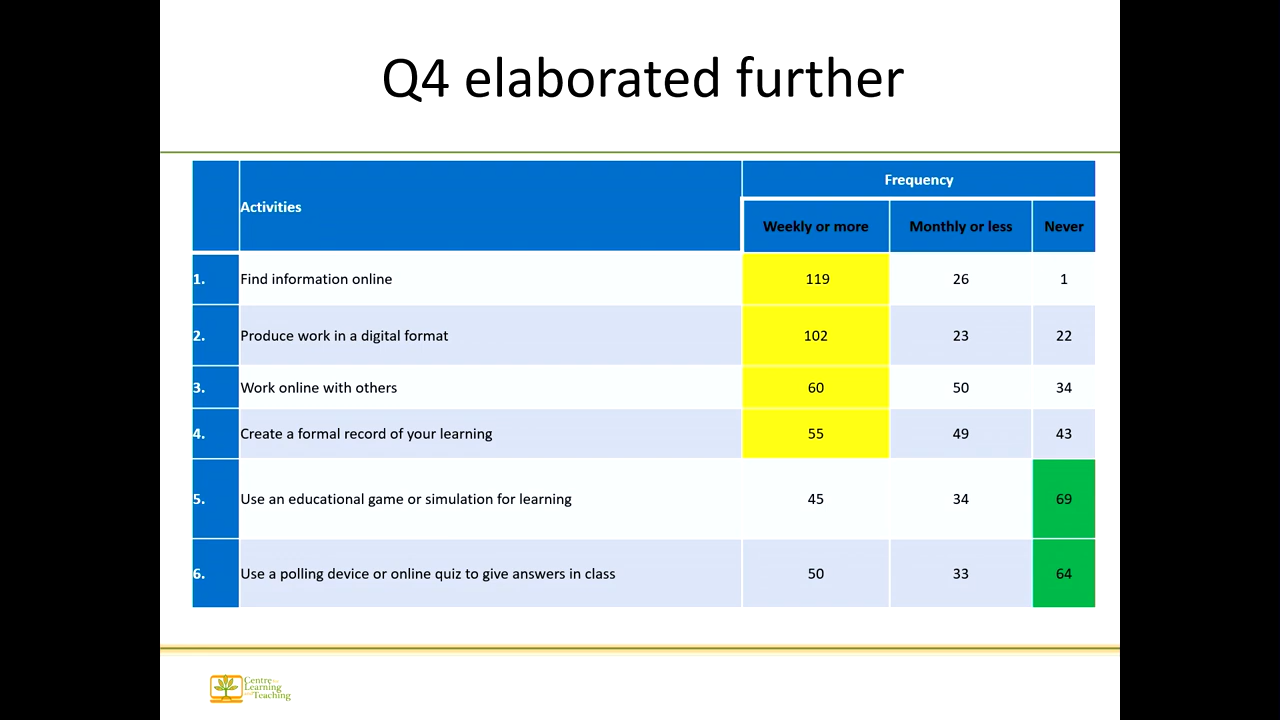 Q4 elaborated further
Activities
Frequency
Weekly or more Monthly or less Never
1. Find information online 119 26 1
2. Produce work in a digital format 102 23 22
3. Work online with others 60 50 34
4. Create a formal record of your learning 55 49 43
5. Use an educational game or simulation for learning 45 34 69
6. Use a polling device or online quiz to give answers in class 50 33 64
Centre
Learning
Teaching